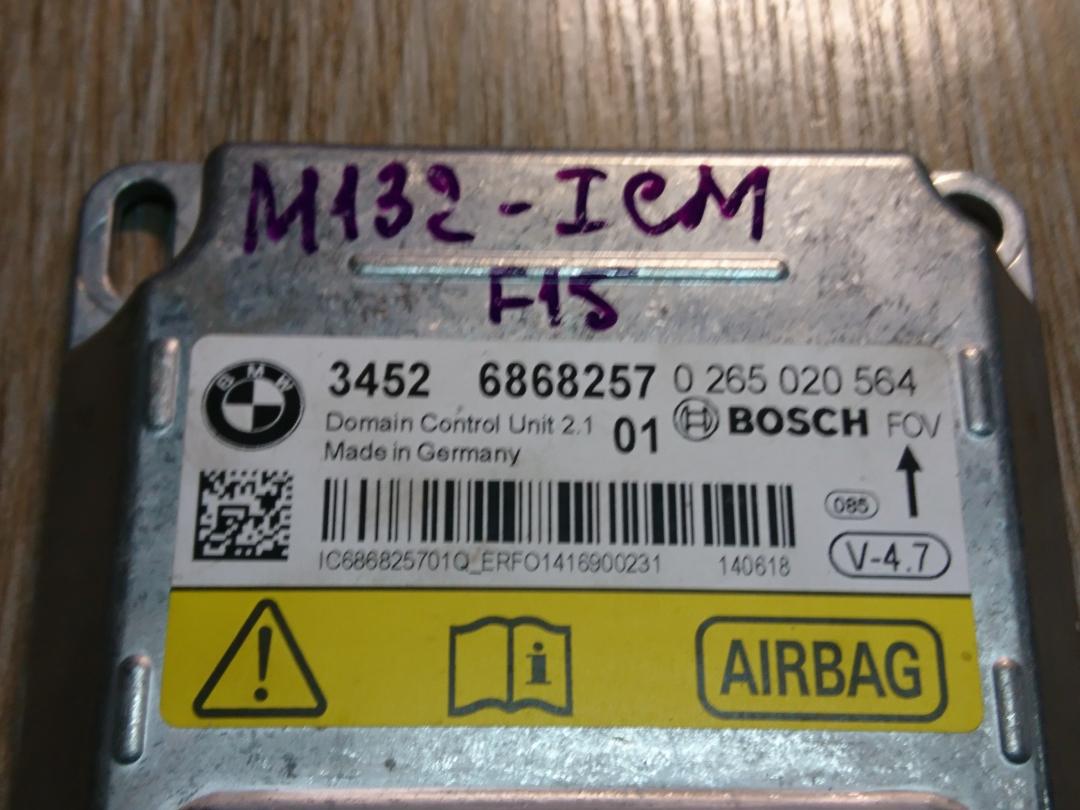 M132-ICM
F15
BMW 3452 6868257 0 265 020 564
Domain Control Unit 2.1 01 BOSCH FOV
Made in Germany
085
IC686825701Q_ERFO1416900231 140618 V-4.7
! i AIRBAG